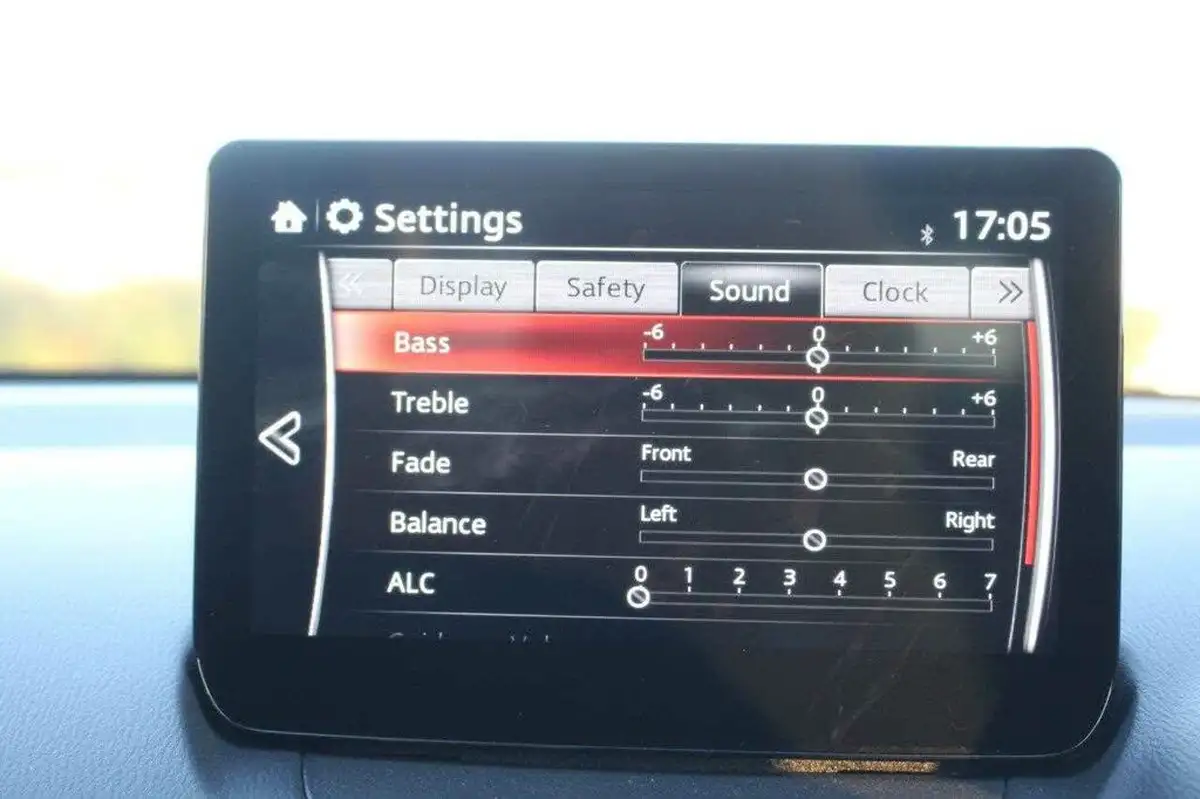 Settings 17:05
Display Safety Sound Clock
Bass -6 0 +6
Treble -6 0 +6
Fade Front Rear
Balance Left Right
ALC 0 1 2 3 4 5 6 7